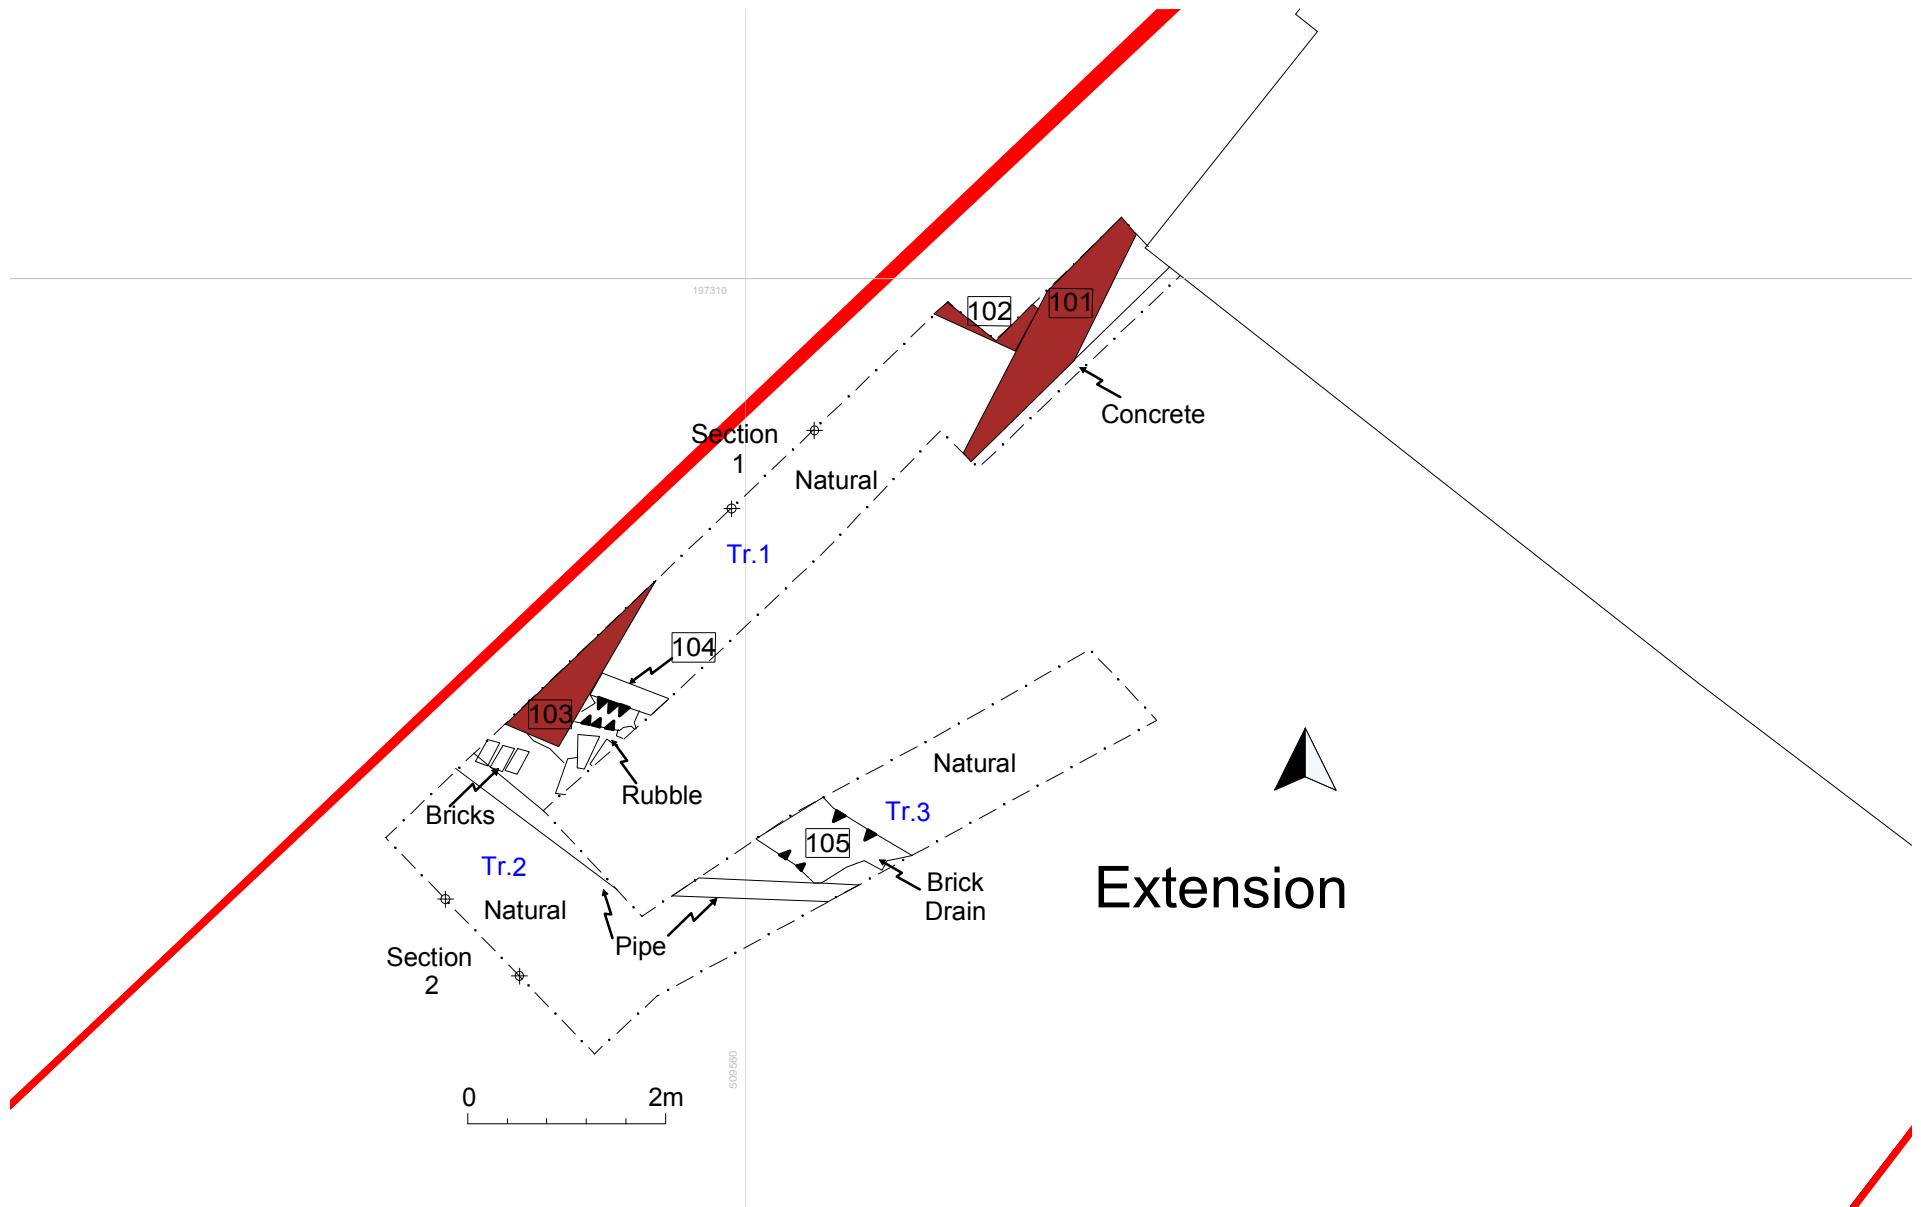 197310
102
101
Concrete
Section
1
Natural
Tr.1
104
103
Rubble
Bricks
Natural
Tr.3
105
Tr.2
Brick
Drain
Extension
Natural
Pipe
Section
2
509560
0 2m